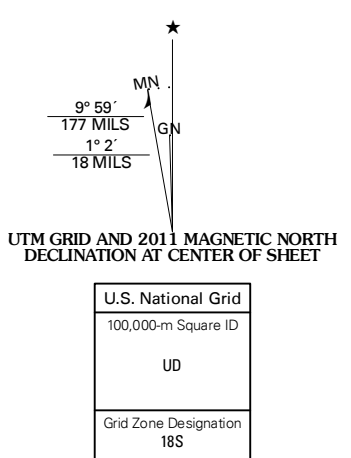 ★
MN
9° 59´
177 MILS
GN
1° 2´
18 MILS
UTM GRID AND 2011 MAGNETIC NORTH
DECLINATION AT CENTER OF SHEET
U.S. National Grid
100,000-m Square ID
UD
Grid Zone Designation
18S